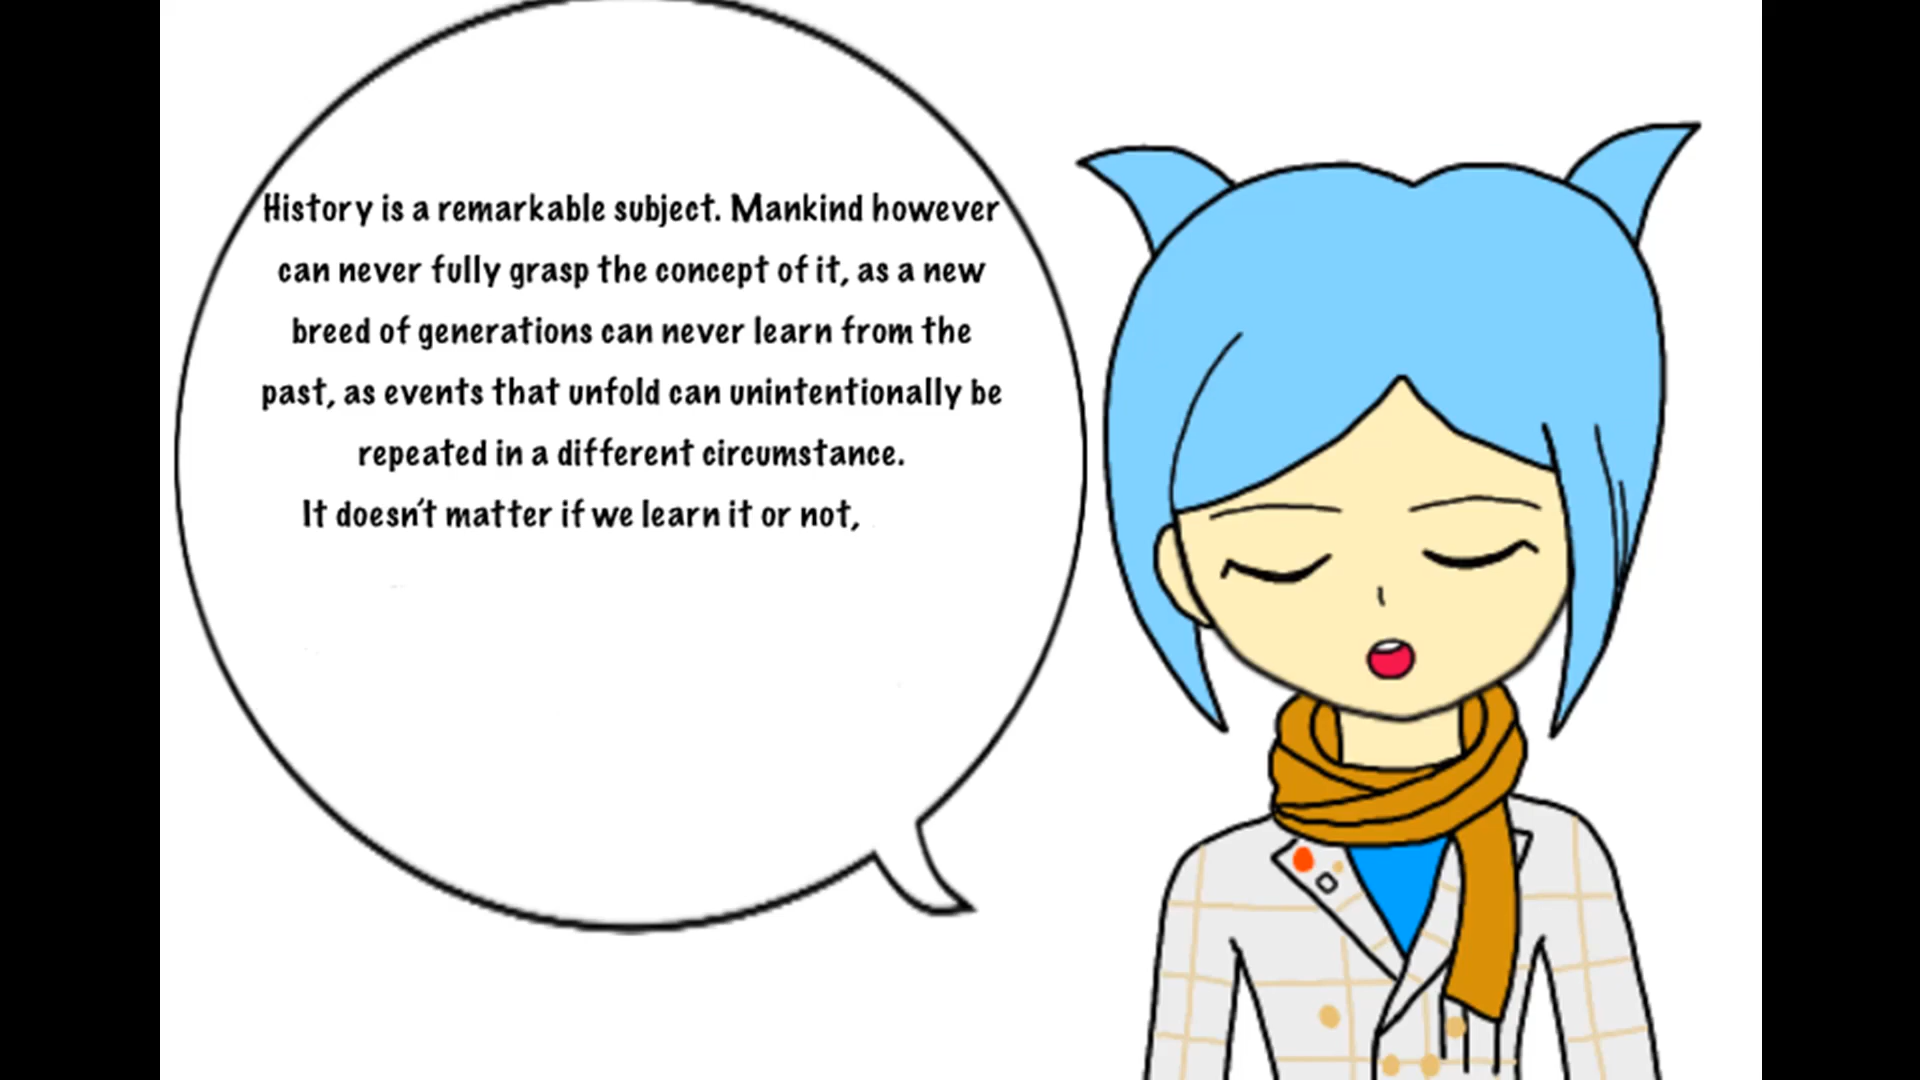 History is a remarkable subject. Mankind however
can never fully grasp the concept of it, as a new
breed of generations can never learn from the
past, as events that unfold can unintentionally be
repeated in a different circumstance.
It doesn't matter if we learn it or not,